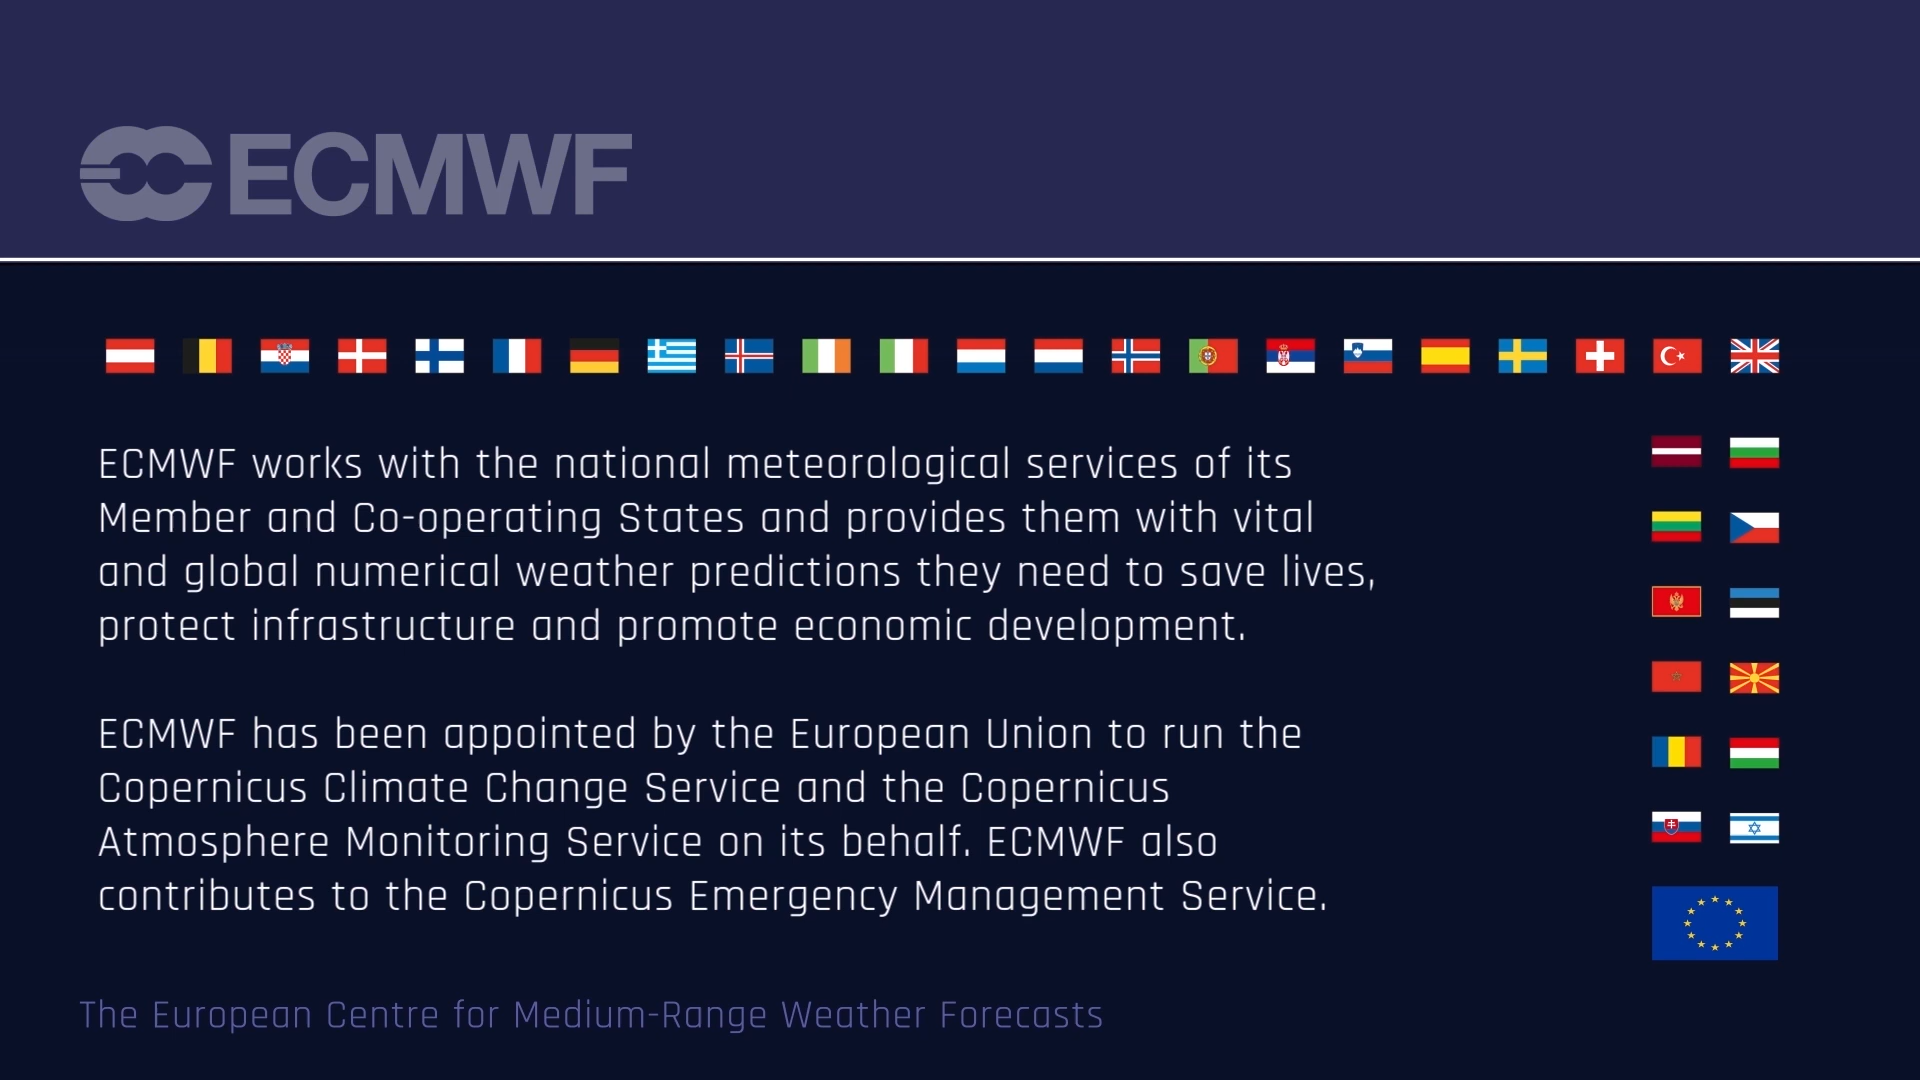 ECMWF
ECMWF works with the national meteorological services of its
Member and Co-operating States and provides them with vital
and global numerical weather predictions they need to save lives,
protect infrastructure and promote economic development.
ECMWF has been appointed by the European Union to run the
Copernicus Climate Change Service and the Copernicus
Atmosphere Monitoring Service on its behalf. ECMWF also
contributes to the Copernicus Emergency Management Service.
The European Centre for Medium-Range Weather Forecasts